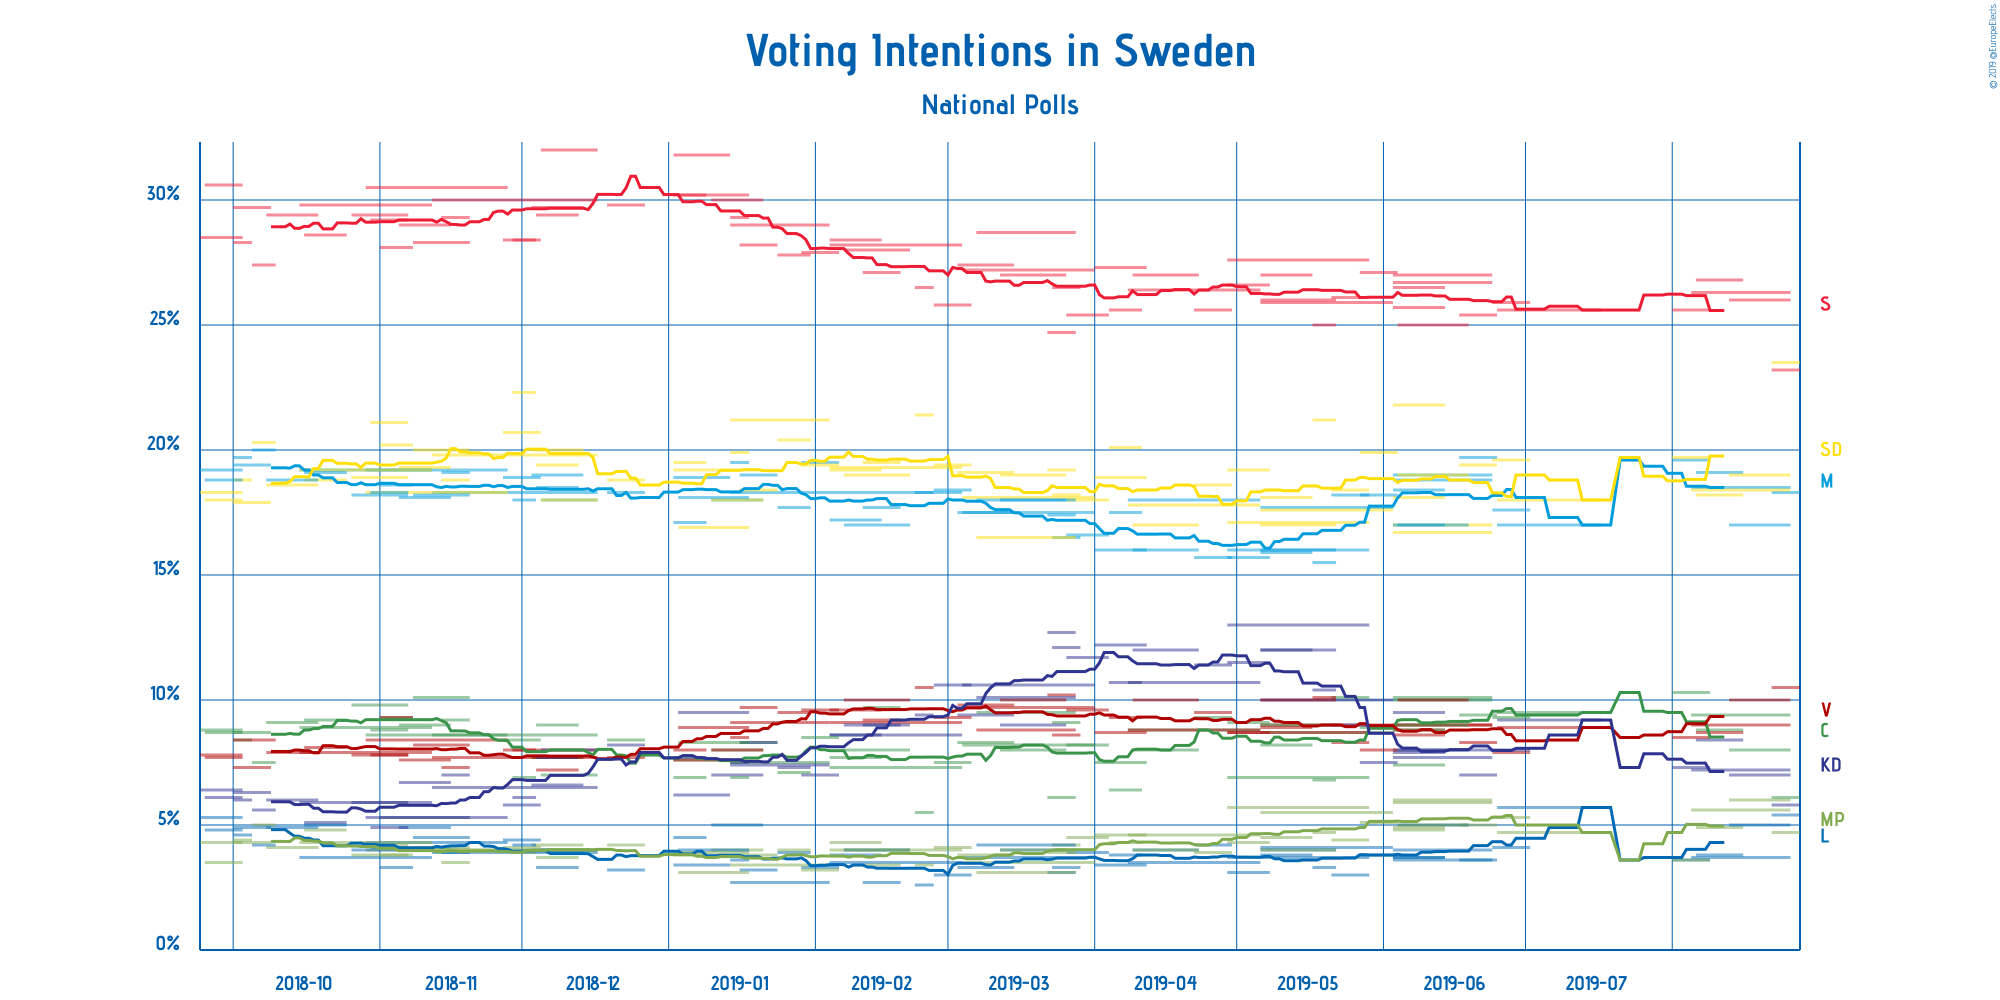 Voting Intentions in Sweden
National Polls
© 2019 @EuropeElects
30%
25%
20%
15%
10%
5%
0%
S
SD
M
V
C
KD
MP
L
2018-10 2018-11 2018-12 2019-01 2019-02 2019-03 2019-04 2019-05 2019-06 2019-07